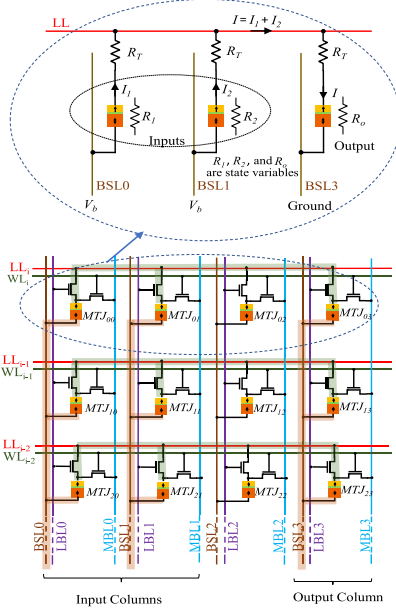 LL
I = I1 + I2
RT
RT
RT
I1
I2
I
R1
R2
Ro
Inputs
Output
R1, R2, and Ro
are state variables
BSL0
BSL1
BSL3
Vb
Vb
Ground
LLi
WLi
MTJ00
MTJ01
MTJ02
MTJ03
LLi-1
WLi-1
MTJ10
MTJ11
MTJ12
MTJ13
LLi-2
WLi-2
MTJ20
MTJ21
MTJ22
MTJ23
BSL0
LBL0
MBL0
BSL1
LBL1
MBL1
BSL2
LBL2
MBL2
BSL3
LBL3
MBL3
Input Columns
Output Column